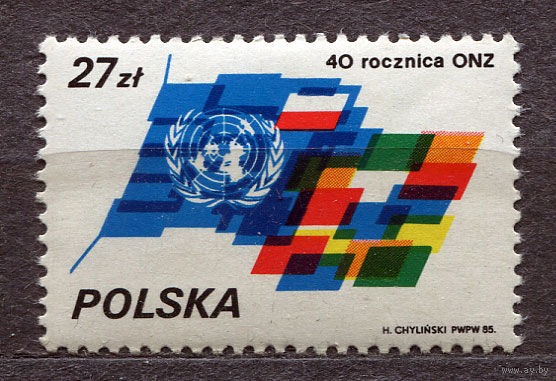 27zł
40 rocznica ONZ
POLSKA
H. CHYLIŃSKI PWPW 85.
© www.ay.by